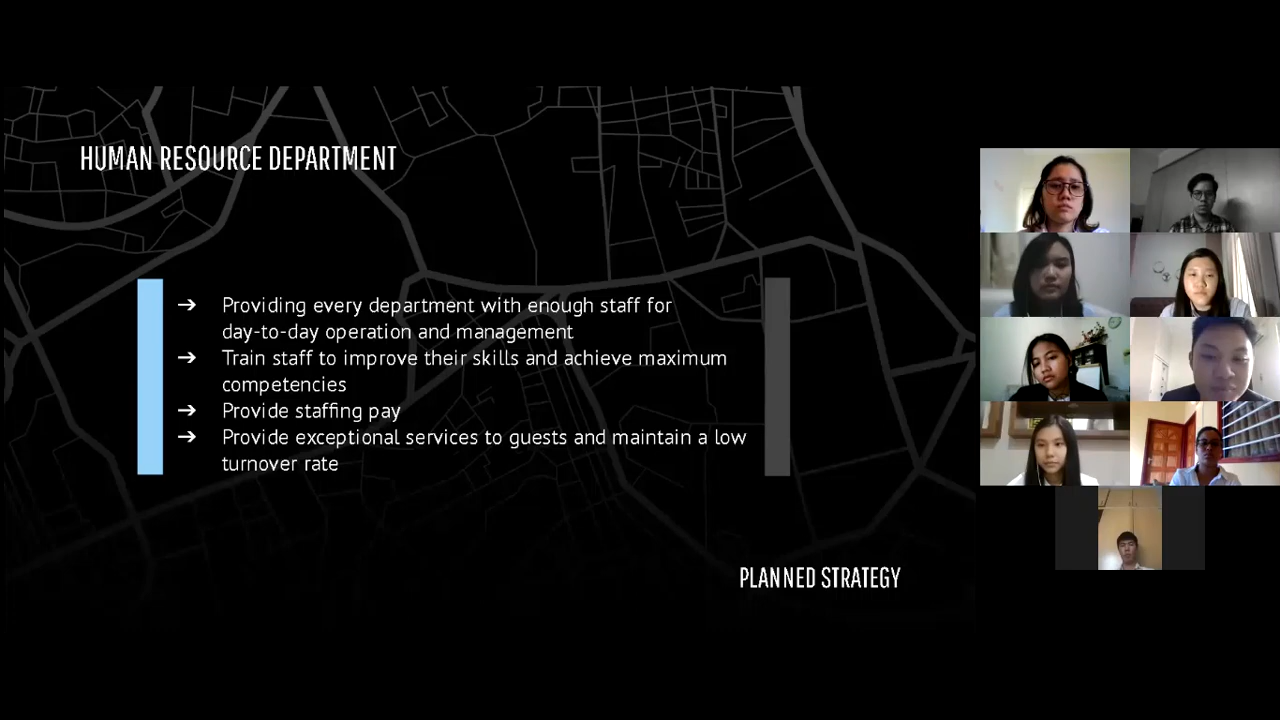 HUMAN RESOURCE DEPARTMENT
➔ Providing every department with enough staff for
day-to-day operation and management
➔ Train staff to improve their skills and achieve maximum
competencies
➔ Provide staffing pay
➔ Provide exceptional services to guests and maintain a low
turnover rate
PLANNED STRATEGY